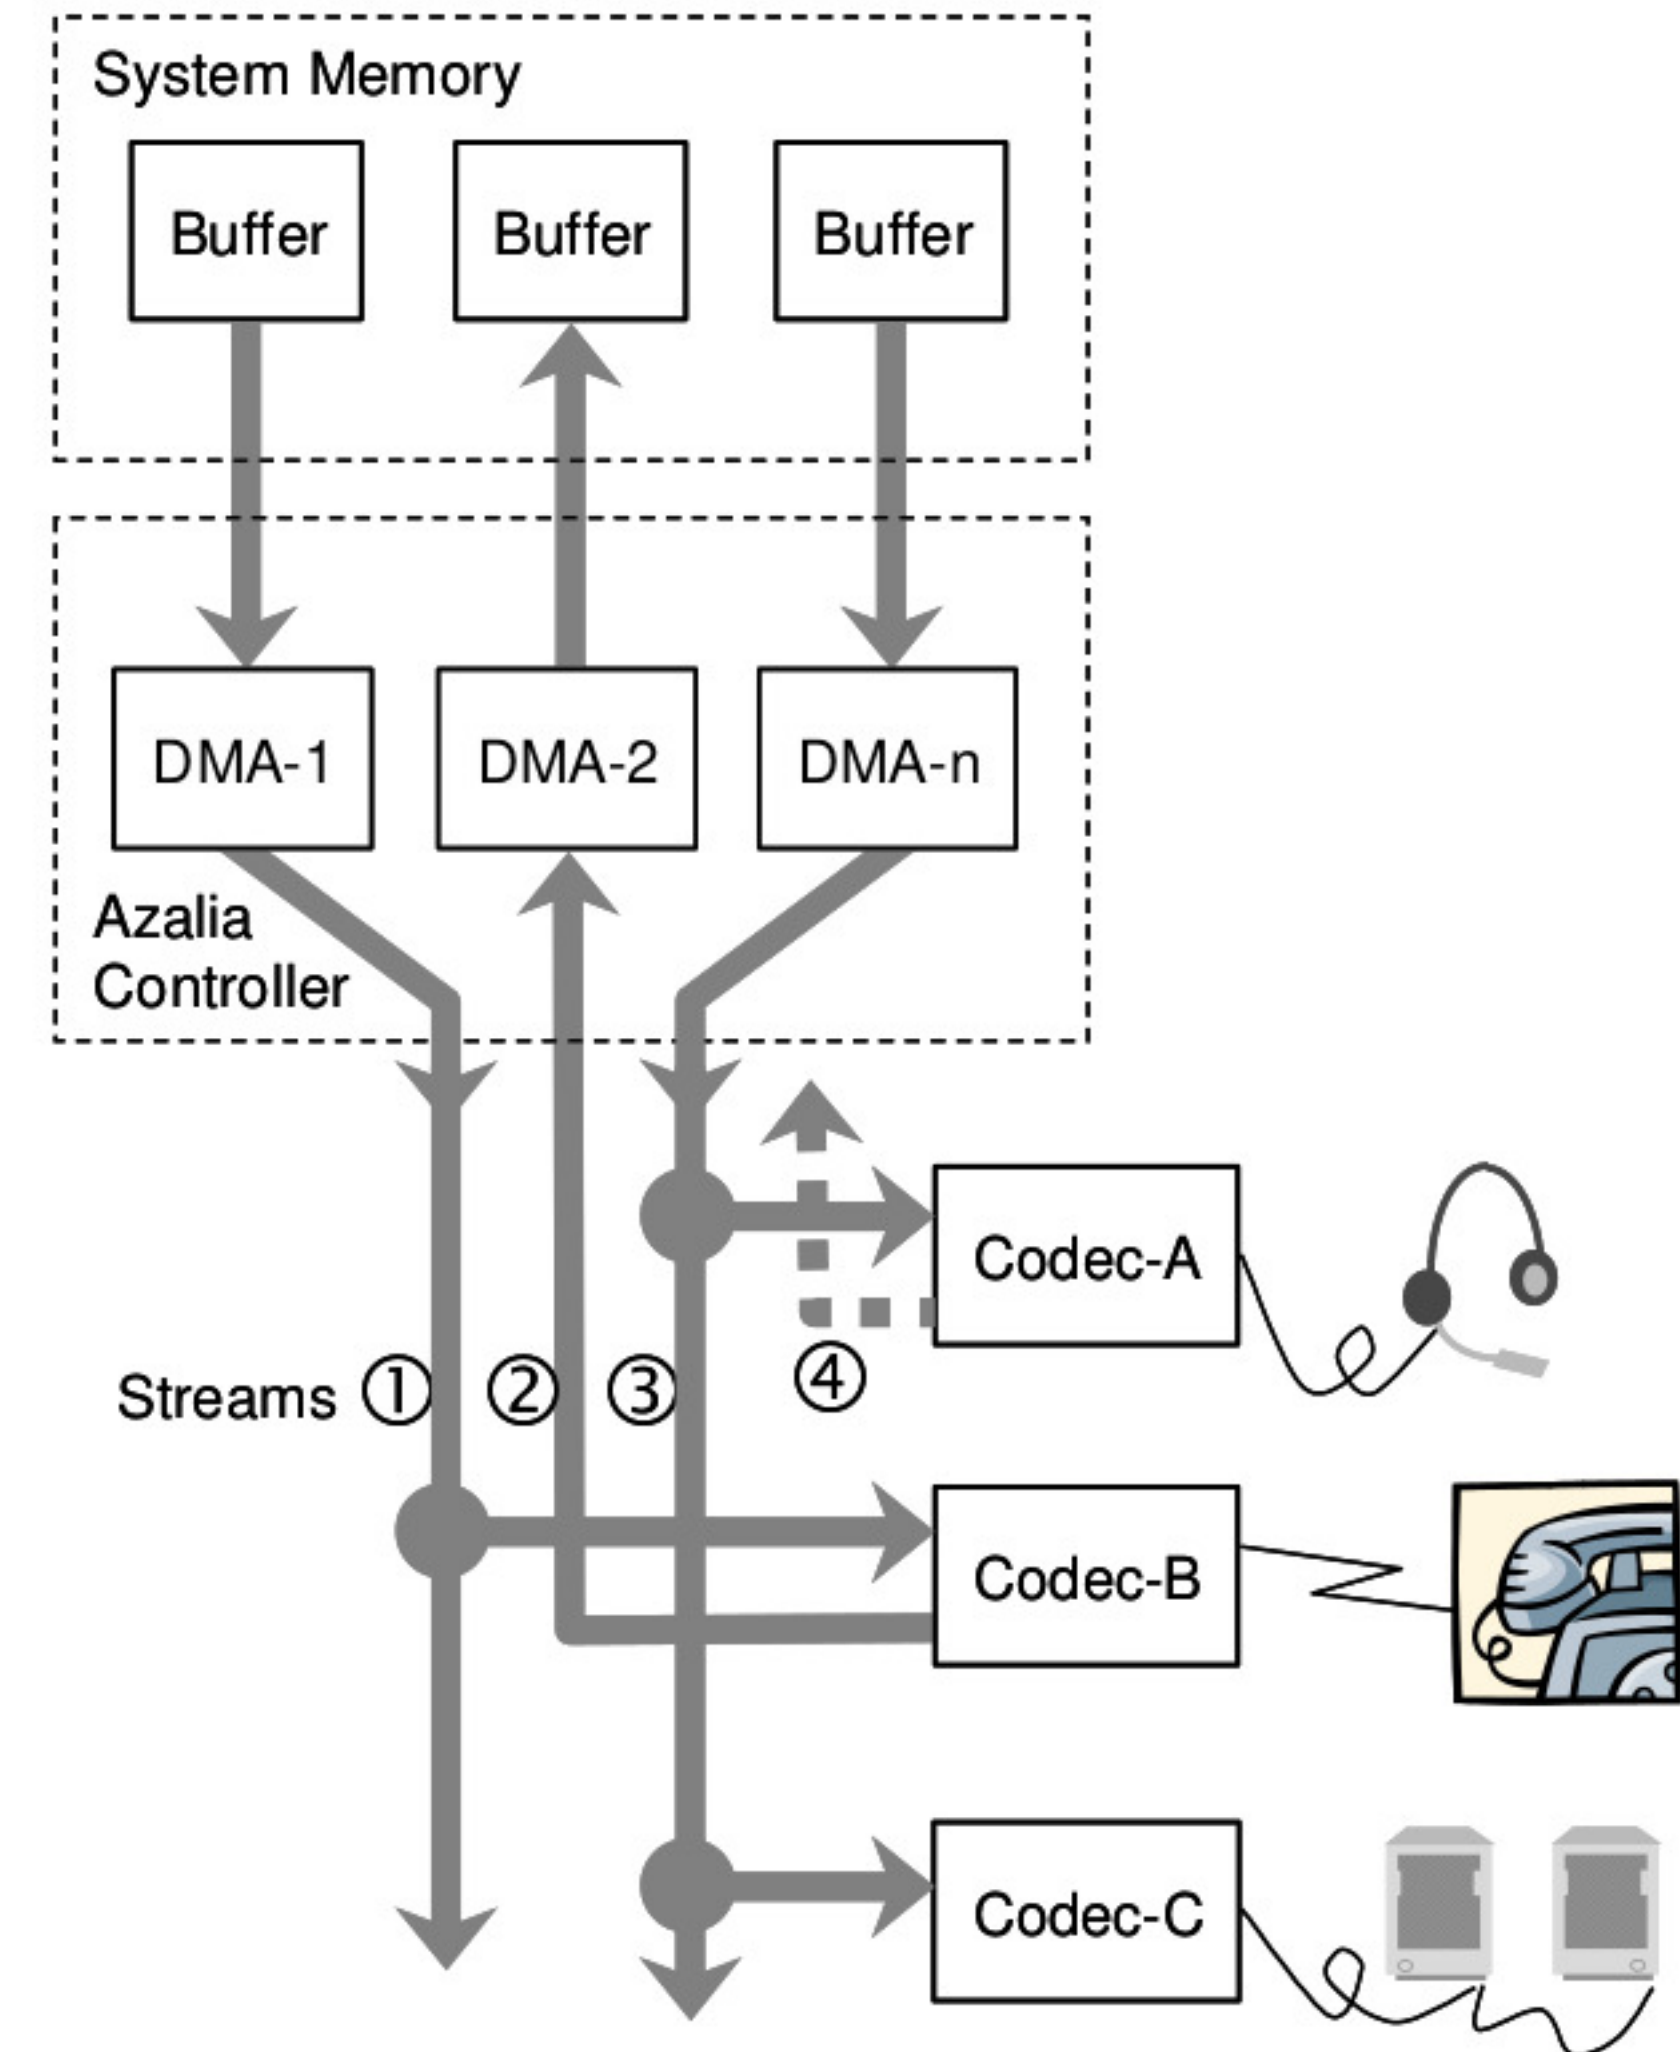 System Memory
Buffer
Buffer
Buffer
DMA-1
DMA-2
DMA-n
Azalia
Controller
Codec-A
Streams ① ② ③ ④
Codec-B
Codec-C